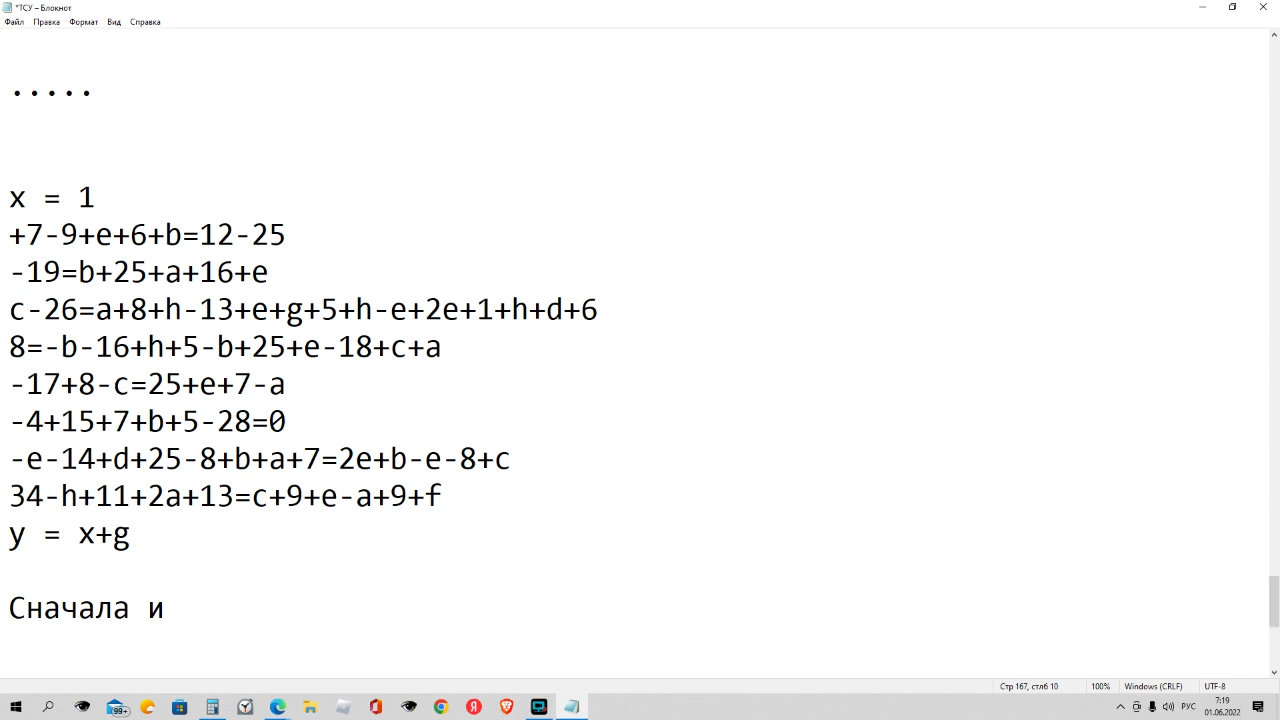 *ТСУ – Блокнот
Файл Правка Формат Вид Справка
.....
x = 1
+7-9+e+6+b=12-25
-19=b+25+a+16+e
c-26=a+8+h-13+e+g+5+h-e+2e+1+h+d+6
8=-b-16+h+5-b+25+e-18+c+a
-17+8-c=25+e+7-a
-4+15+7+b+5-28=0
-e-14+d+25-8+b+a+7=2e+b-e-8+c
34-h+11+2a+13=c+9+e-a+9+f
y = x+g
Сначала и
Стр 167, стлб 10 100% Windows (CRLF) UTF-8
99+ Я РУС 7:19
01.06.2022